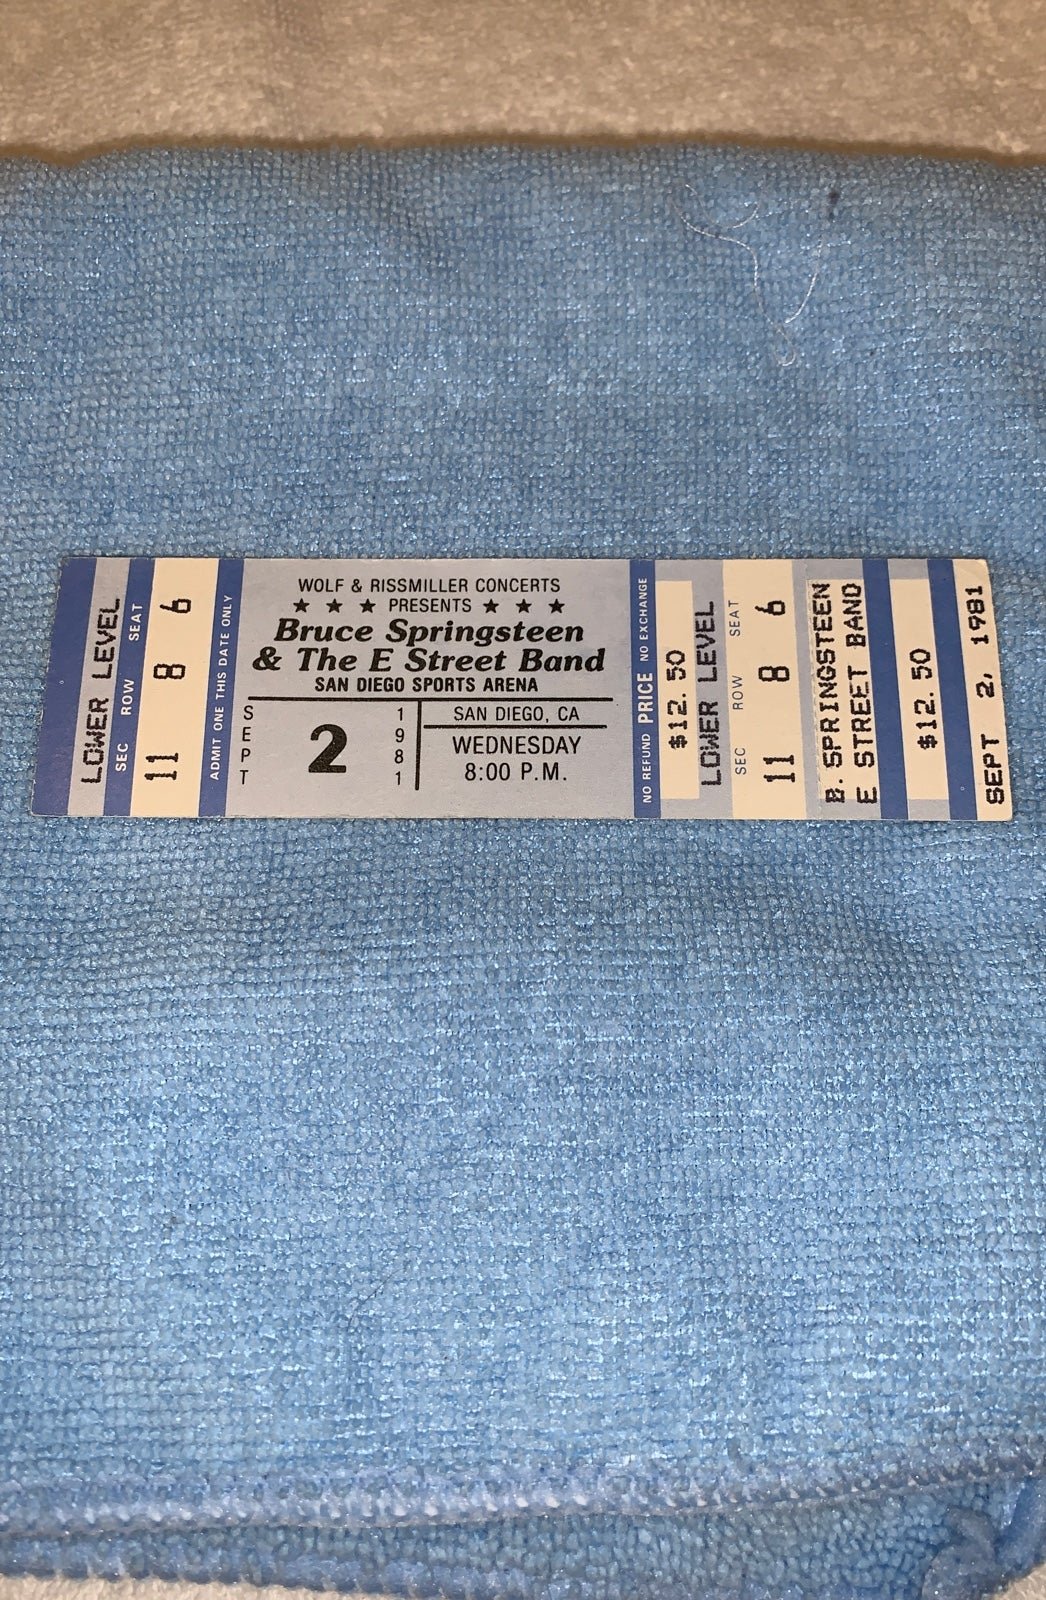 LOWER LEVEL
SEC ROW SEAT
11 8 6
ADMIT ONE THIS DATE ONLY
WOLF & RISSMILLER CONCERTS
★ ★ ★ PRESENTS ★ ★ ★
Bruce Springsteen
& The E Street Band
SAN DIEGO SPORTS ARENA
SEPT 2 1981
SAN DIEGO, CA
WEDNESDAY
8:00 P.M.
NO REFUND PRICE NO EXCHANGE
$12.50
LOWER LEVEL
SEC ROW SEAT
11 8 6
B. SPRINGSTEEN
E STREET BAND
$12.50
SEPT 2, 1981